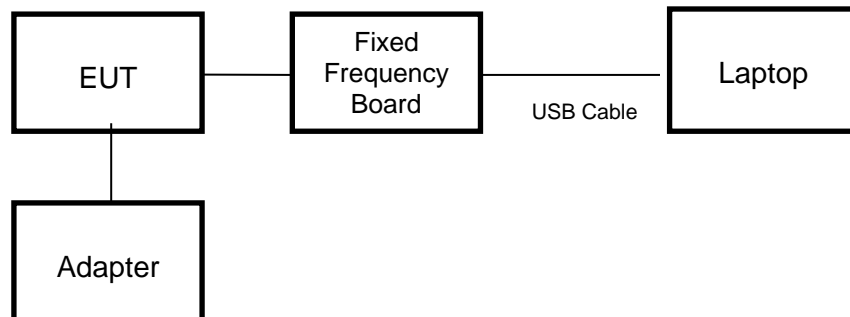 EUT
Fixed
Frequency
Board
USB Cable
Laptop
Adapter